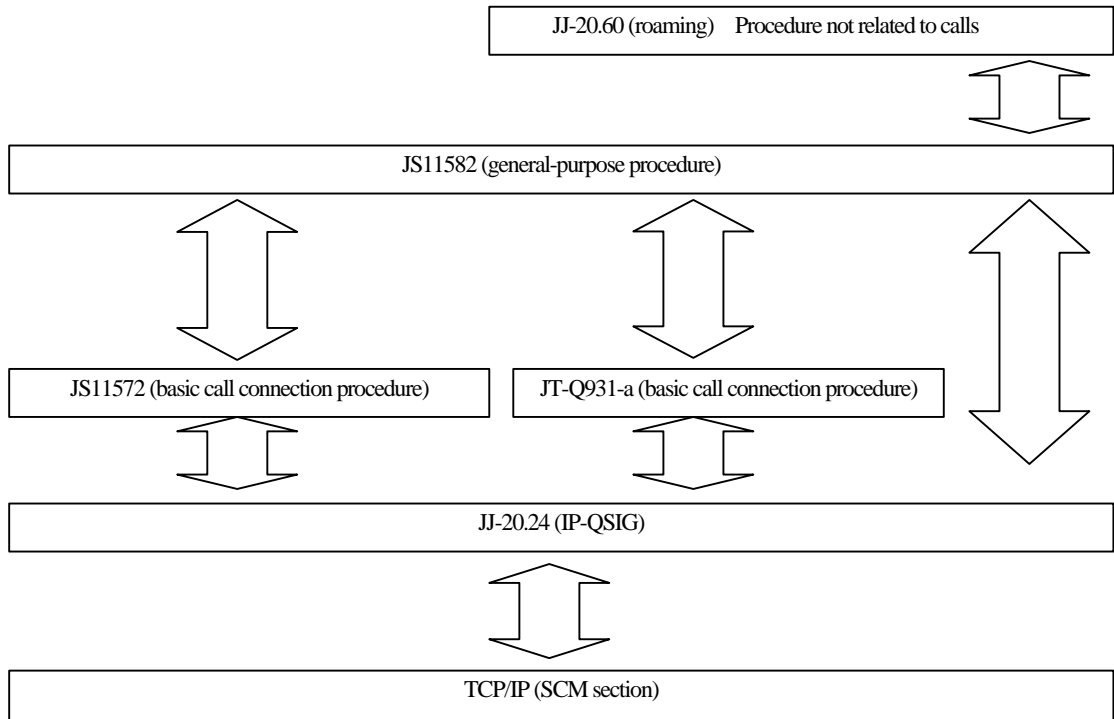 JJ-20.60 (roaming) Procedure not related to calls
JS11582 (general-purpose procedure)
JS11572 (basic call connection procedure)
JT-Q931-a (basic call connection procedure)
JJ-20.24 (IP-QSIG)
TCP/IP (SCM section)